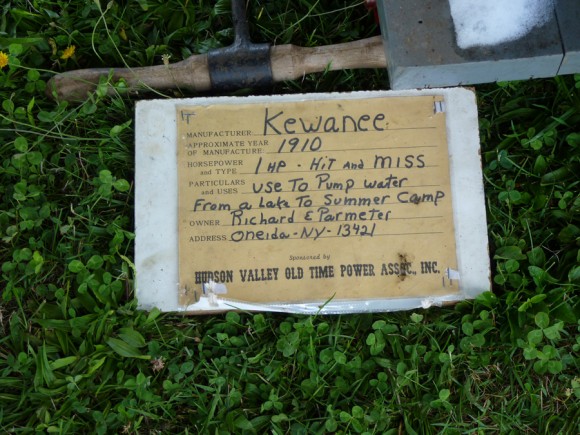 MANUFACTURER Kewanee
APPROXIMATE YEAR
OF MANUFACTURE 1910
HORSEPOWER
and TYPE 1 HP - HiT and MISS
PARTICULARS
and USES Use To Pump water
From a Lake To Summer Camp
OWNER Richard E Parmeter
ADDRESS Oneida-NY-13421
Sponsored by
HUDSON VALLEY OLD TIME POWER ASSOC., INC.